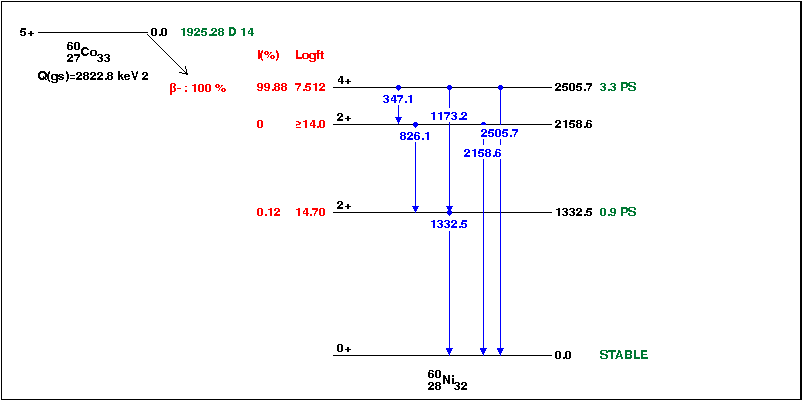 5+ 0.0 1925.28 D 14
60
27Co33
Q(gs)=2822.8 keV 2
β- : 100 %
I(%) Logft
99.88 7.512 4+ 2505.7 3.3 PS
347.1
1173.2
0 ≥14.0 2+ 2158.6
826.1
2505.7
2158.6
0.12 14.70 2+ 1332.5 0.9 PS
1332.5
0+ 0.0 STABLE
60
28Ni32